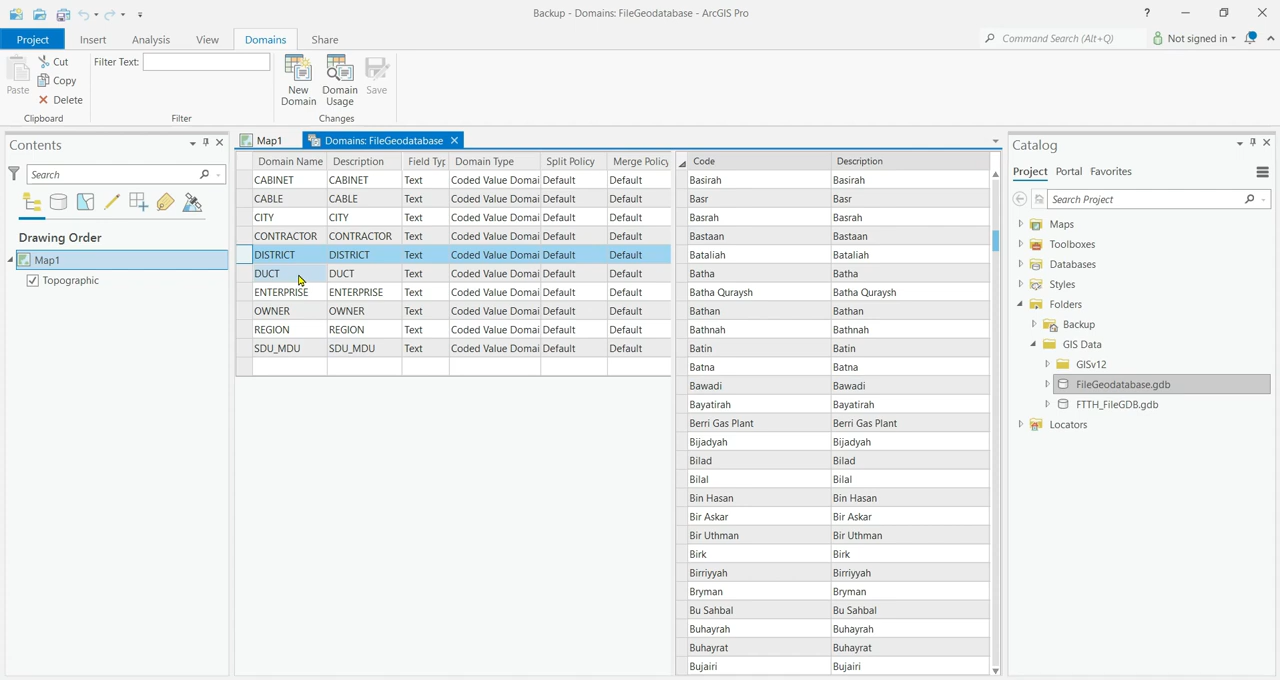 Backup - Domains: FileGeodatabase - ArcGIS Pro
?
Project Insert Analysis View Domains Share
Command Search (Alt+Q) Not signed in
Paste Cut Copy Delete
Filter Text:
New Domain Domain Usage Save
Clipboard Filter Changes
Contents
Search
Drawing Order
Map1
Topographic
Map1 Domains: FileGeodatabase
Domain Name Description Field Typ Domain Type Split Policy Merge Policy
CABINET CABINET Text Coded Value Domai Default Default
CABLE CABLE Text Coded Value Domai Default Default
CITY CITY Text Coded Value Domai Default Default
CONTRACTOR CONTRACTOR Text Coded Value Domai Default Default
DISTRICT DISTRICT Text Coded Value Domai Default Default
DUCT DUCT Text Coded Value Domai Default Default
ENTERPRISE ENTERPRISE Text Coded Value Domai Default Default
OWNER OWNER Text Coded Value Domai Default Default
REGION REGION Text Coded Value Domai Default Default
SDU_MDU SDU_MDU Text Coded Value Domai Default Default
Code Description
Basirah Basirah
Basr Basr
Basrah Basrah
Bastaan Bastaan
Bataliah Bataliah
Batha Batha
Batha Quraysh Batha Quraysh
Bathan Bathan
Bathnah Bathnah
Batin Batin
Batna Batna
Bawadi Bawadi
Bayatirah Bayatirah
Berri Gas Plant Berri Gas Plant
Bijadyah Bijadyah
Bilad Bilad
Bilal Bilal
Bin Hasan Bin Hasan
Bir Askar Bir Askar
Bir Uthman Bir Uthman
Birk Birk
Birriyyah Birriyyah
Bryman Bryman
Bu Sahbal Bu Sahbal
Buhayrah Buhayrah
Buhayrat Buhayrat
Bujairi Bujairi
Catalog
Project Portal Favorites
Search Project
Maps
Toolboxes
Databases
Styles
Folders
Backup
GIS Data
GISv12
FileGeodatabase.gdb
FTTH_FileGDB.gdb
Locators